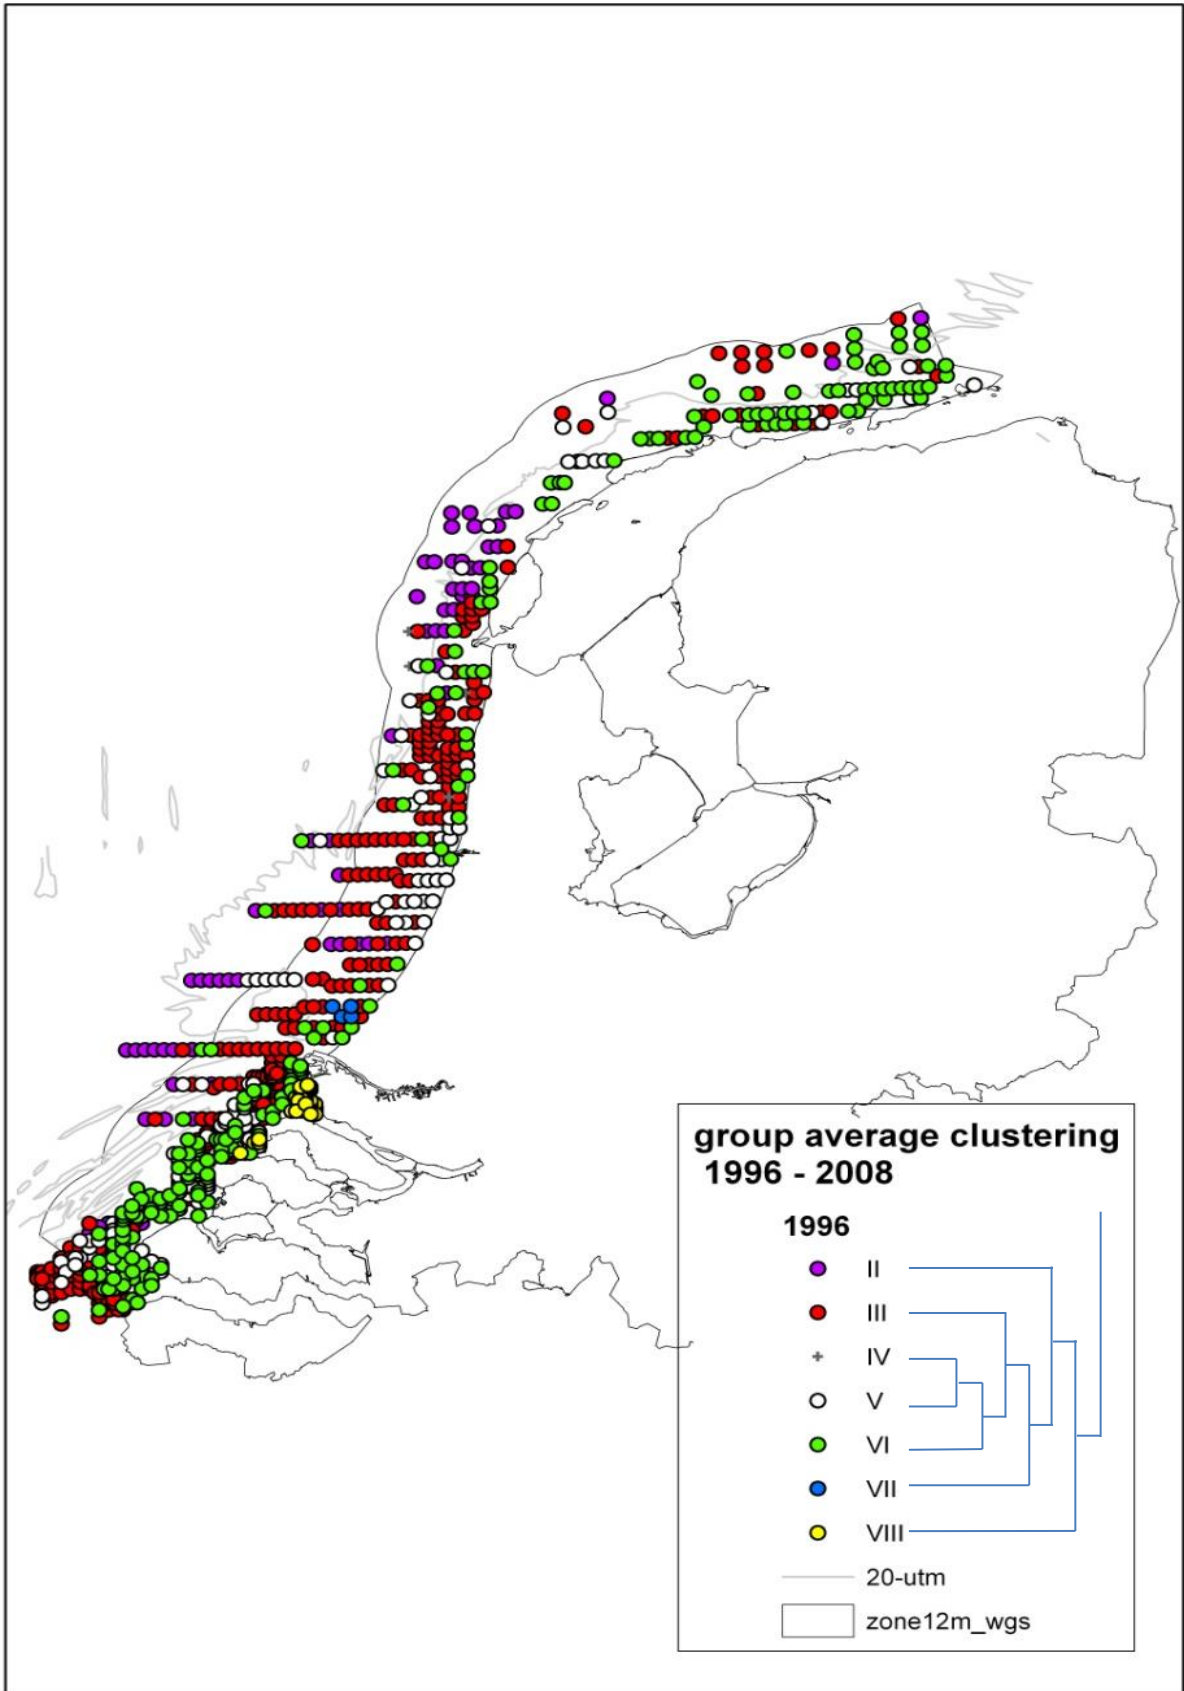 group average clustering
1996 - 2008
1996
II
III
IV
V
VI
VII
VIII
20-utm
zone12m_wgs